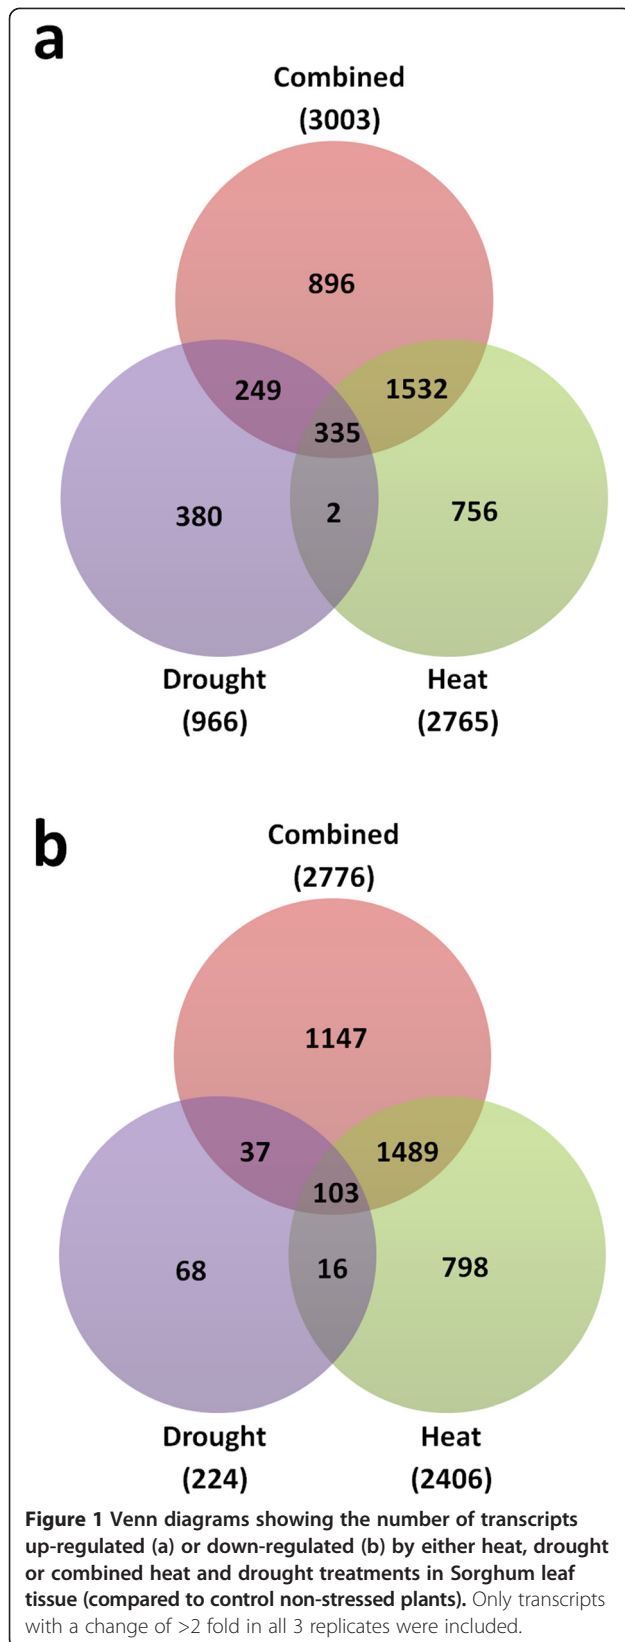 a
Combined
(3003)
896
249
1532
335
380
2
756
Drought
Heat
(966)
(2765)
b
Combined
(2776)
1147
37
1489
103
68
16
798
Drought
Heat
(224)
(2406)
Figure 1 Venn diagrams showing the number of transcripts
up-regulated (a) or down-regulated (b) by either heat, drought
or combined heat and drought treatments in Sorghum leaf
tissue (compared to control non-stressed plants). Only transcripts
with a change of >2 fold in all 3 replicates were included.